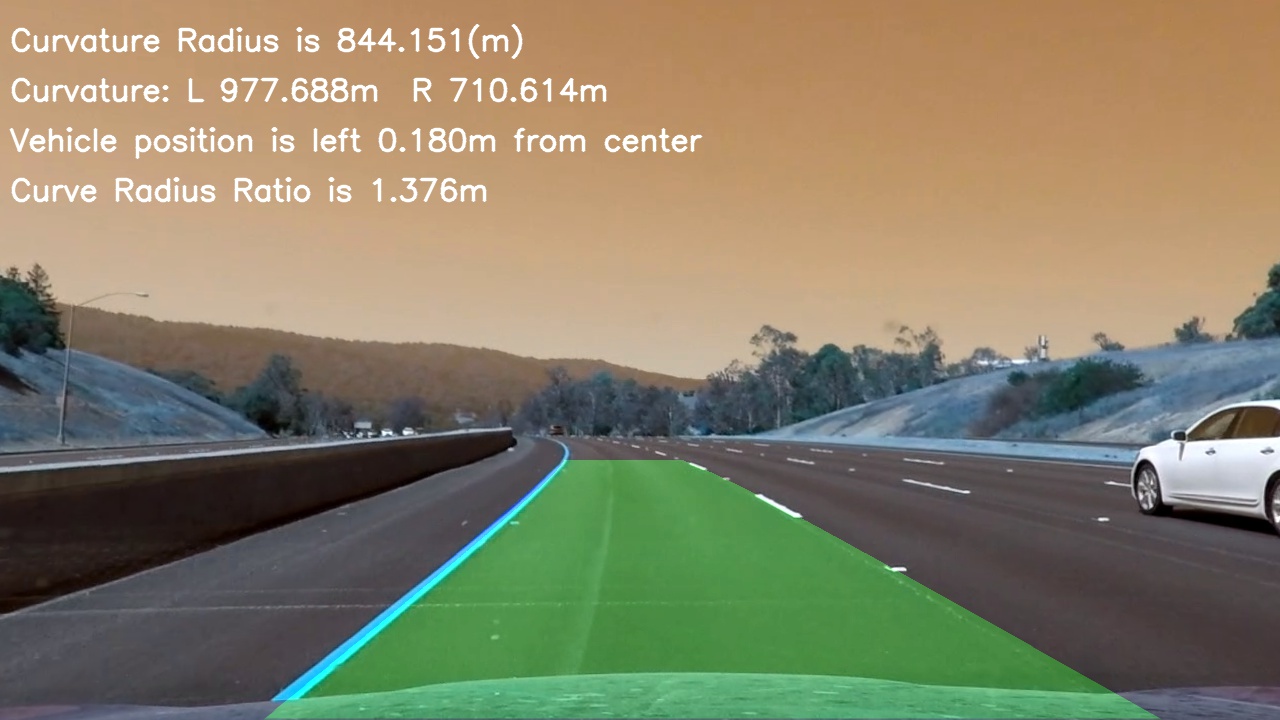 Curvature Radius is 844.151(m)
Curvature: L 977.688m R 710.614m
Vehicle position is left 0.180m from center
Curve Radius Ratio is 1.376m